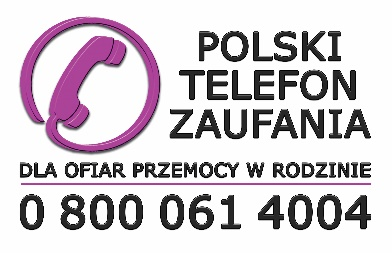 POLSKI
TELEFON
ZAUFANIA
DLA OFIAR PRZEMOCY W RODZINIE
0 800 061 4004